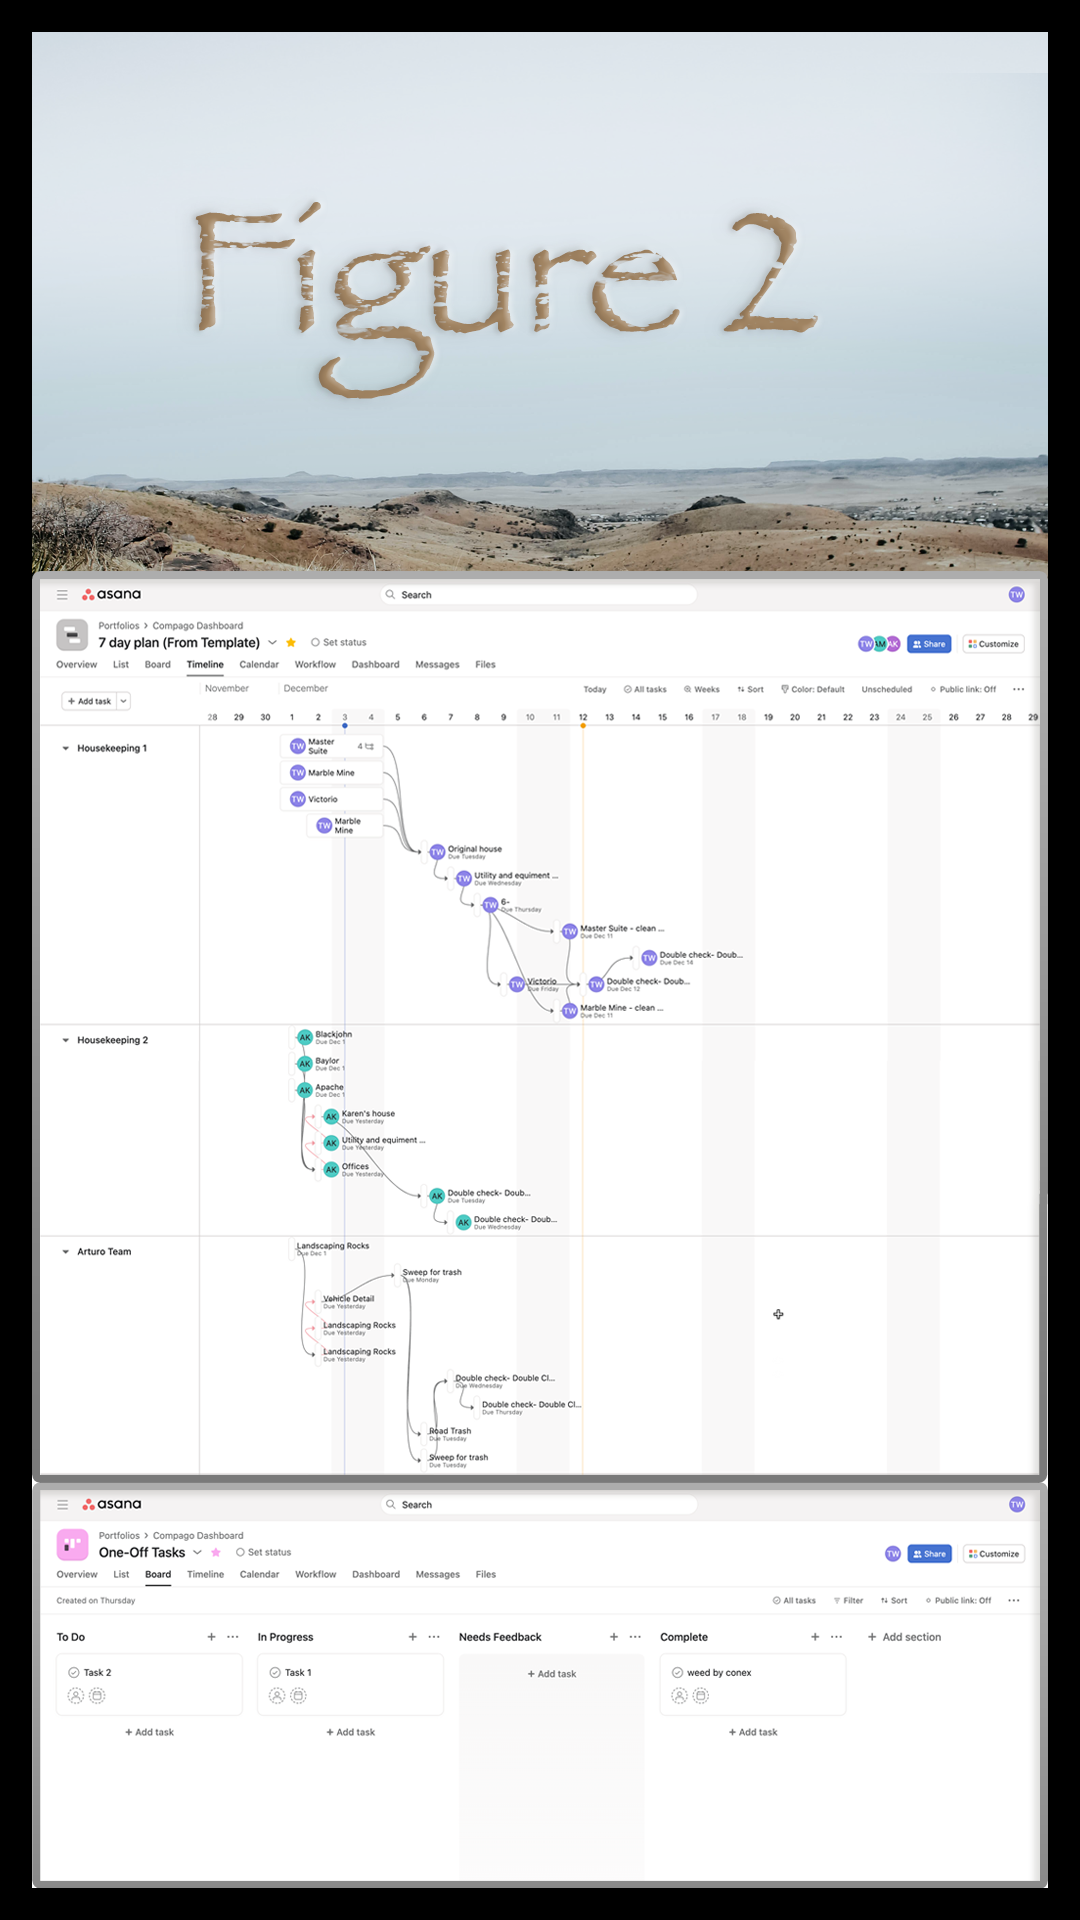 Figure 2
asana
Search
TW
Portfolios > Compago Dashboard
7 day plan (From Template)
Set status
TW AK
Share
Customize
Overview List Board Timeline Calendar Workflow Dashboard Messages Files
+ Add task
November December
Today All tasks Weeks Sort Color: Default Unscheduled Public link: Off ...
28 29 30 1 2 3 4 5 6 7 8 9 10 11 12 13 14 15 16 17 18 19 20 21 22 23 24 25 26 27 28 29
Housekeeping 1
TW Master Suite 4
TW Marble Mine
TW Victorio
TW Marble Mine
TW Original house
Due Tuesday
TW Utility and equiment ...
Due Wednesday
TW 6-
Due Thursday
TW Master Suite - clean ...
Due Dec 11
TW Double check- Doub...
Due Dec 14
TW Victorio
Due Friday
TW Double check- Doub...
Due Dec 12
TW Marble Mine - clean ...
Due Dec 11
Housekeeping 2
AK Blackjohn
Due Dec 1
AK Baylor
Due Dec 1
AK Apache
Due Dec 1
AK Karen's house
Due Yesterday
AK Utility and equiment ...
Due Yesterday
AK Offices
Due Yesterday
AK Double check- Doub...
Due Tuesday
AK Double check- Doub...
Due Wednesday
Arturo Team
Landscaping Rocks
Due Dec 1
Sweep for trash
Due Monday
Vehicle Detail
Due Yesterday
Landscaping Rocks
Due Yesterday
Landscaping Rocks
Due Yesterday
Double check- Double Cl...
Due Wednesday
Double check- Double Cl...
Due Thursday
Road Trash
Due Tuesday
Sweep for trash
Due Tuesday
asana
Search
TW
Portfolios > Compago Dashboard
One-Off Tasks
Set status
TW
Share
Customize
Overview List Board Timeline Calendar Workflow Dashboard Messages Files
Created on Thursday
All tasks Filter Sort Public link: Off ...
To Do + ...
In Progress + ...
Needs Feedback + ...
Complete + ...
+ Add section
Task 2
Task 1
+ Add task
weed by conex
+ Add task
+ Add task
+ Add task